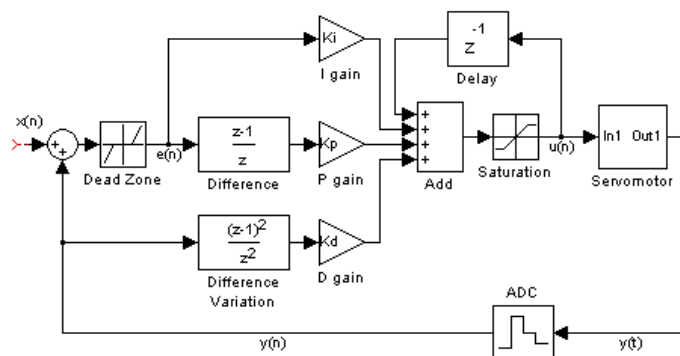 Ki
I gain
Z
-1
Delay
x(n)
+
+
Dead Zone
e(n)
z-1
z
Difference
Kp
P gain
+
+
+
+
Add
Saturation
u(n)
In1 Out1
Servomotor
(z-1)2
z2
Difference
Variation
Kd
D gain
ADC
y(n)
y(t)